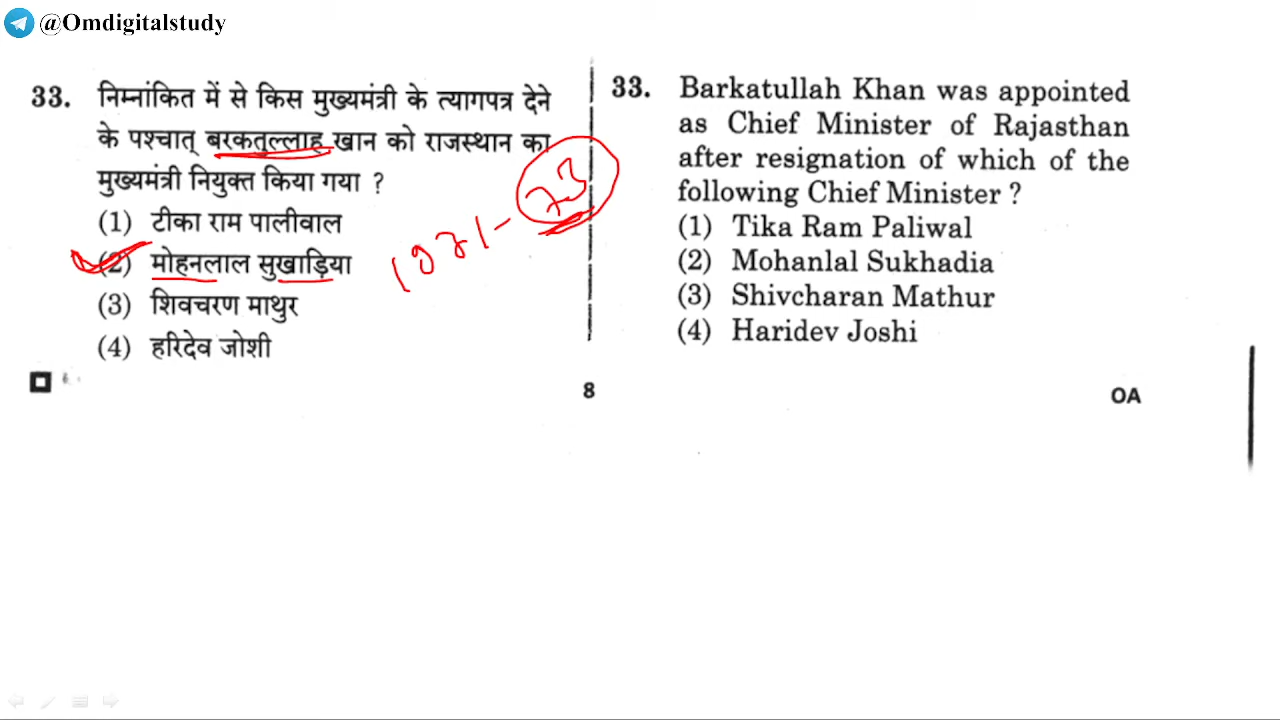 @Omdigitalstudy
33. निम्नांकित में से किस मुख्यमंत्री के त्यागपत्र देने
के पश्चात् बरकतुल्लाह खान को राजस्थान का
मुख्यमंत्री नियुक्त किया गया ?
(1) टीका राम पालीवाल
(2) मोहनलाल सुखाड़िया
(3) शिवचरण माथुर
(4) हरिदेव जोशी
1971-73
33. Barkatullah Khan was appointed
as Chief Minister of Rajasthan
after resignation of which of the
following Chief Minister ?
(1) Tika Ram Paliwal
(2) Mohanlal Sukhadia
(3) Shivcharan Mathur
(4) Haridev Joshi
8
OA